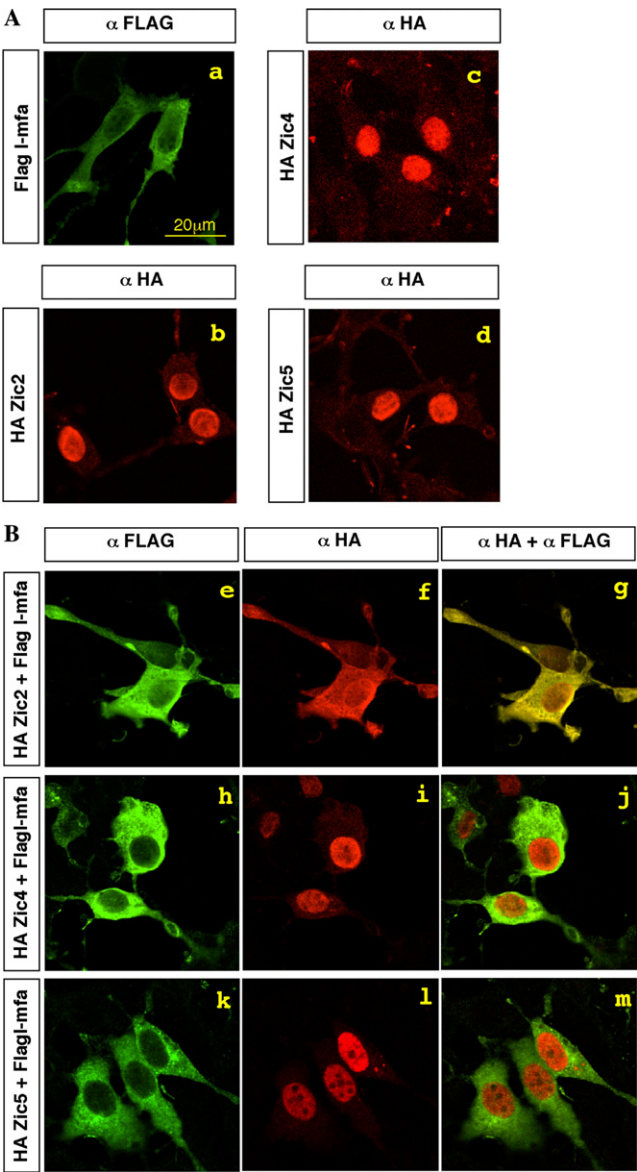 A
α FLAG
α HA
Flag I-mfa
a
20μm
HA Zic4
c
α HA
α HA
HA Zic2
b
HA Zic5
d
B
α FLAG
α HA
α HA + α FLAG
HA Zic2 + Flag I-mfa
e
f
g
HA Zic4 + FlagI-mfa
h
i
j
HA Zic5 + FlagI-mfa
k
l
m